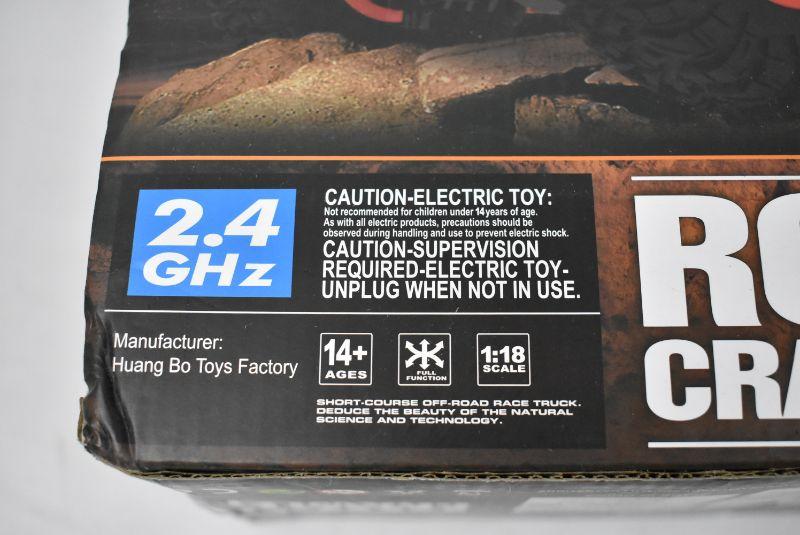 2.4
GHz
CAUTION-ELECTRIC TOY:
Not recommended for children under 14years of age.
As with all electric products, precautions should be
observed during handling and use to prevent electric shock.
CAUTION-SUPERVISION
REQUIRED-ELECTRIC TOY-
UNPLUG WHEN NOT IN USE.
Manufacturer:
Huang Bo Toys Factory
14+
AGES
FULL
FUNCTION
1:18
SCALE
SHORT-COURSE OFF-ROAD RACE TRUCK.
DEDUCE THE BEAUTY OF THE NATURAL
SCIENCE AND TECHNOLOGY.